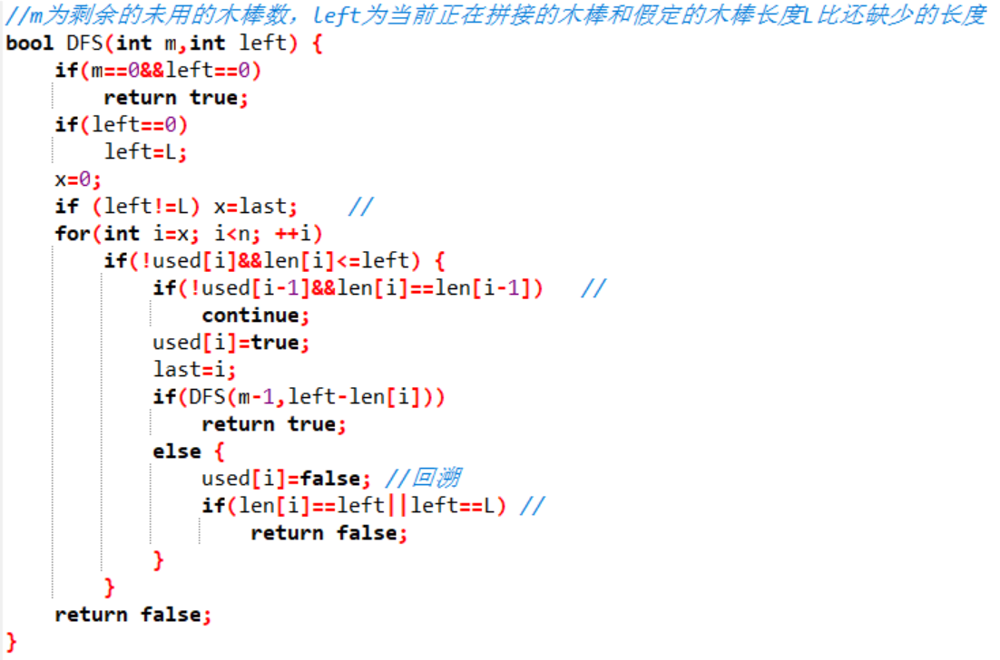 //m为剩余的未用的木棒数，left为当前正在拼接的木棒和假定的木棒长度L比还缺少的长度
bool DFS(int m,int left) {
    if(m==0&&left==0)
        return true;
    if(left==0)
        left=L;
    x=0;
    if (left!=L) x=last;    //
    for(int i=x; i<n; ++i)
        if(!used[i]&&len[i]<=left) {
            if(!used[i-1]&&len[i]==len[i-1])   //
                continue;
            used[i]=true;
            last=i;
            if(DFS(m-1,left-len[i]))
                return true;
            else {
                used[i]=false; //回溯
                if(len[i]==left||left==L) //
                    return false;
            }
        }
    return false;
}